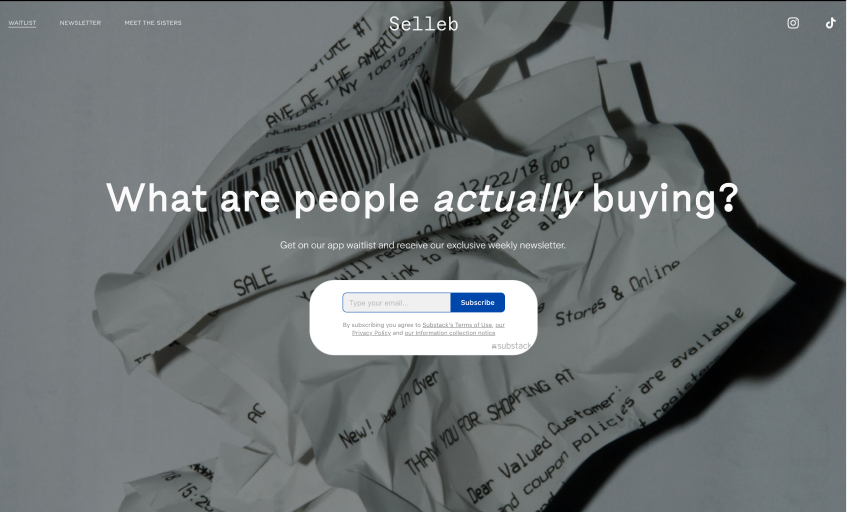 WAITLIST
NEWSLETTER
MEET THE SISTERS
Selleb
AVE OF THE AMERIC
NY 10010
Number:
12/22/18
What are people actually buying?
Get on our app waitlist and receive our exclusive weekly newsletter.
SALE
Type your email...
Subscribe
By subscribing you agree to Substack's Terms of Use, our
Privacy Policy and our Information collection notice
substack
Stores & Online
New!
in Over
THANK YOU FOR SHOPPING AT
Dear Valued Customer:
and coupon policies are available
AC